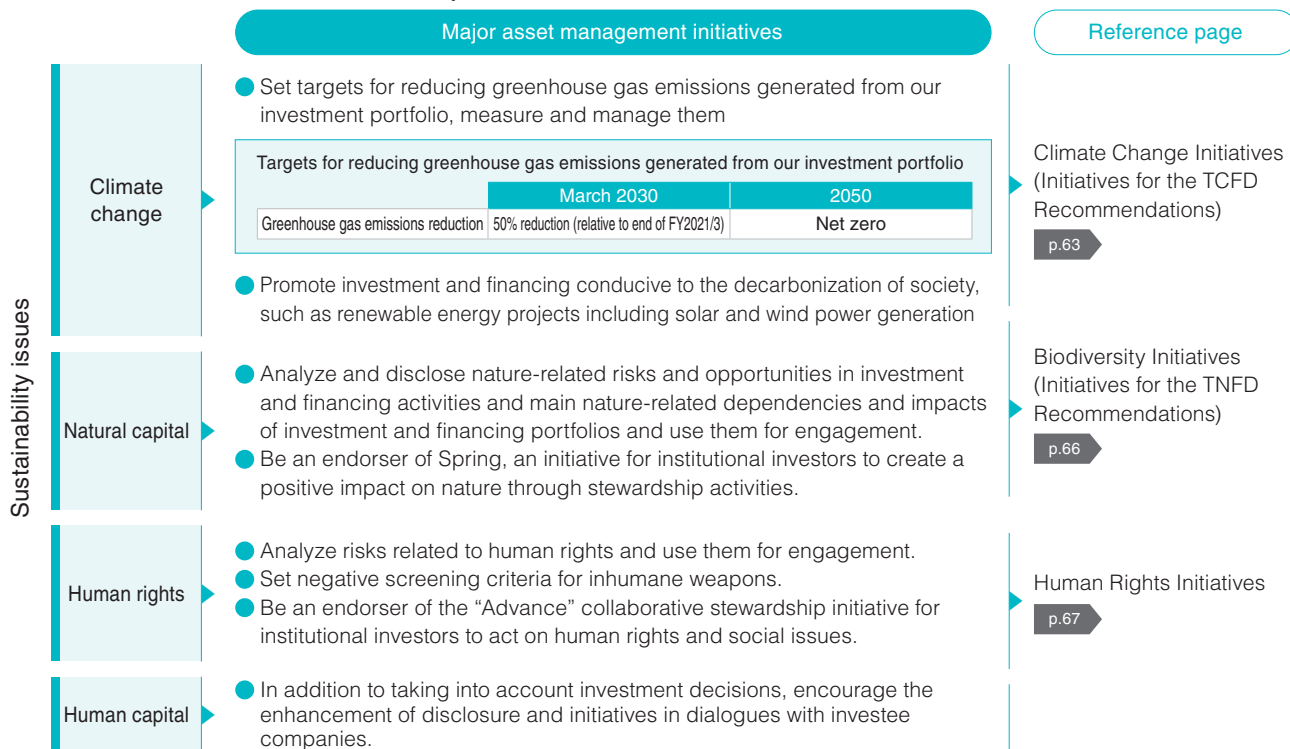 Major asset management initiatives
Reference page
Sustainability issues
Climate
change
● Set targets for reducing greenhouse gas emissions generated from our
investment portfolio, measure and manage them
Targets for reducing greenhouse gas emissions generated from our investment portfolio
March 2030 2050
Greenhouse gas emissions reduction 50% reduction (relative to end of FY2021/3) Net zero
● Promote investment and financing conducive to the decarbonization of society,
such as renewable energy projects including solar and wind power generation
Climate Change Initiatives
(Initiatives for the TCFD
Recommendations)
p.63
Natural capital
● Analyze and disclose nature-related risks and opportunities in investment
and financing activities and main nature-related dependencies and impacts
of investment and financing portfolios and use them for engagement.
● Be an endorser of Spring, an initiative for institutional investors to create a
positive impact on nature through stewardship activities.
Biodiversity Initiatives
(Initiatives for the TNFD
Recommendations)
p.66
Human rights
● Analyze risks related to human rights and use them for engagement.
● Set negative screening criteria for inhumane weapons.
● Be an endorser of the “Advance” collaborative stewardship initiative for
institutional investors to act on human rights and social issues.
Human Rights Initiatives
p.67
Human capital
● In addition to taking into account investment decisions, encourage the
enhancement of disclosure and initiatives in dialogues with investee
companies.